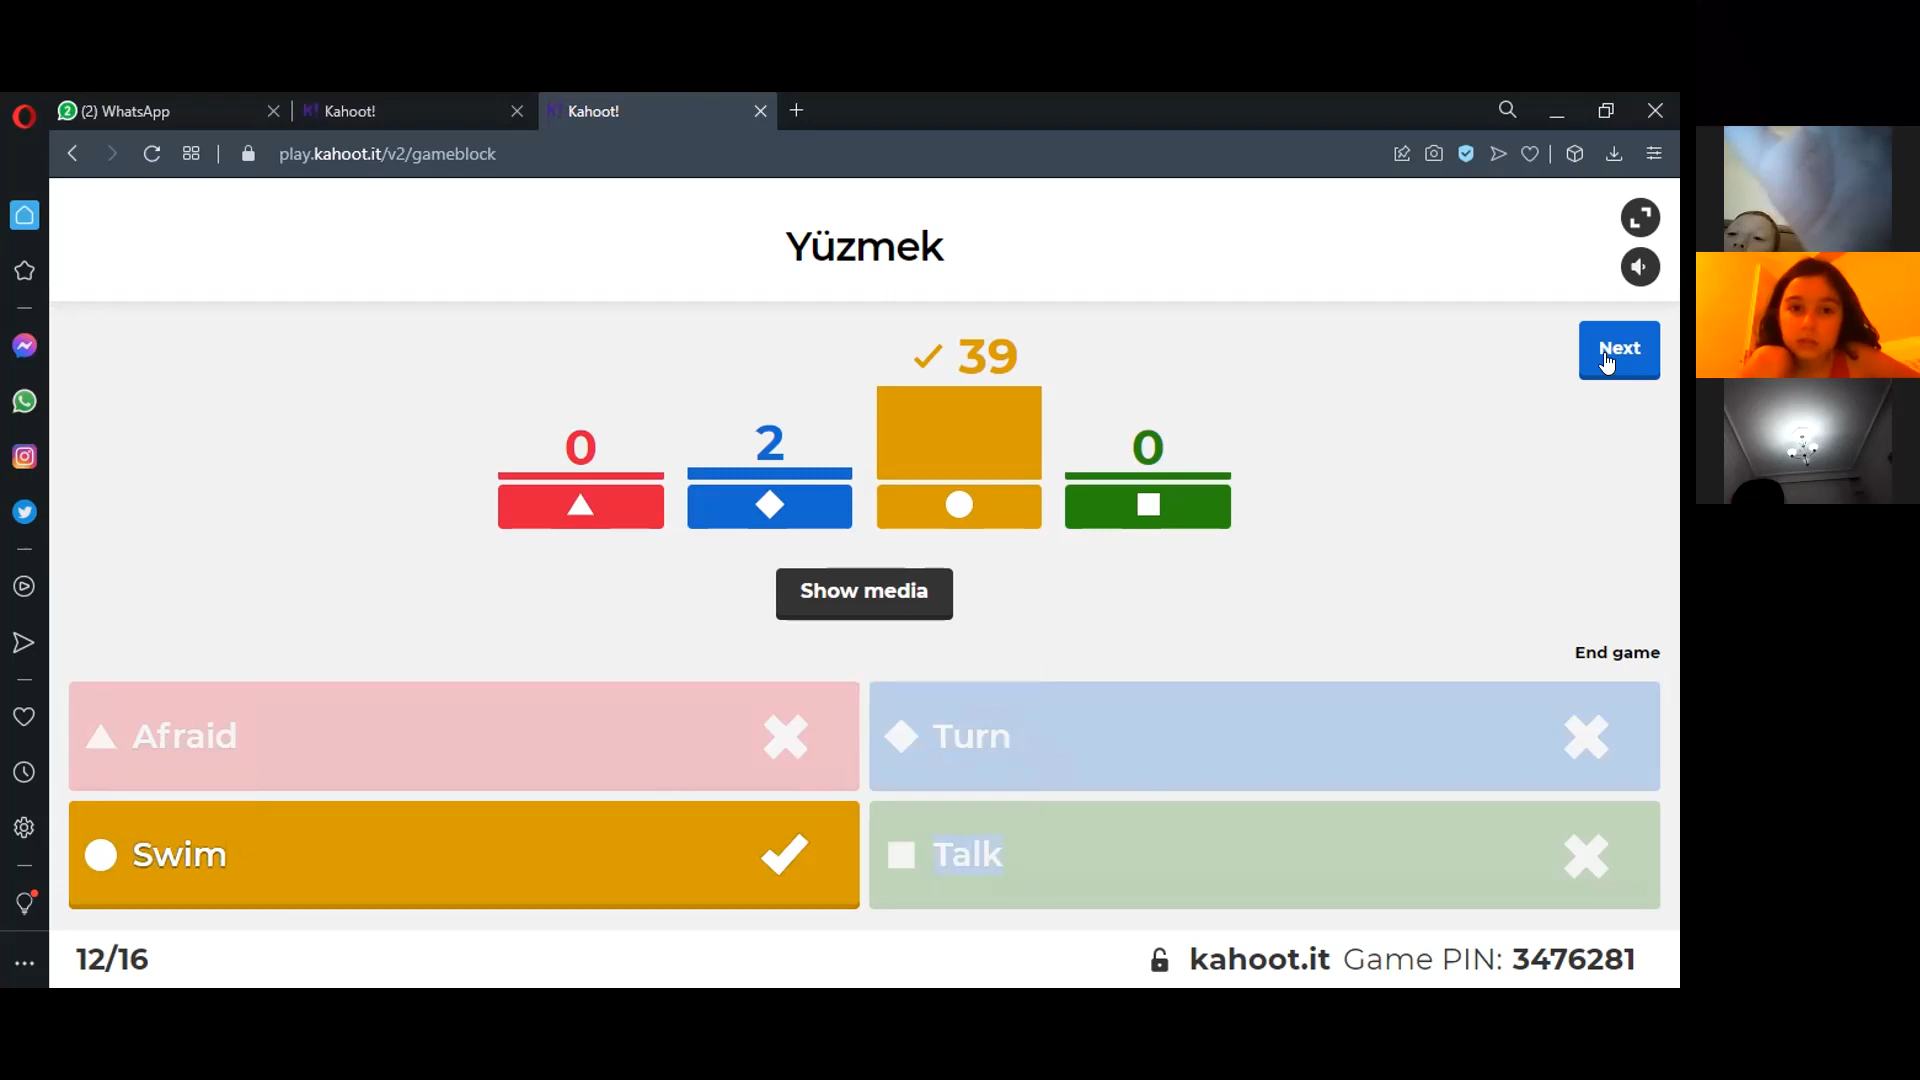 (2) WhatsApp
Kahoot!
Kahoot!
play.kahoot.it/v2/gameblock
Yüzmek
Next
0
2
39
0
Show media
End game
Afraid
Turn
Swim
Talk
12/16
kahoot.it Game PIN: 3476281